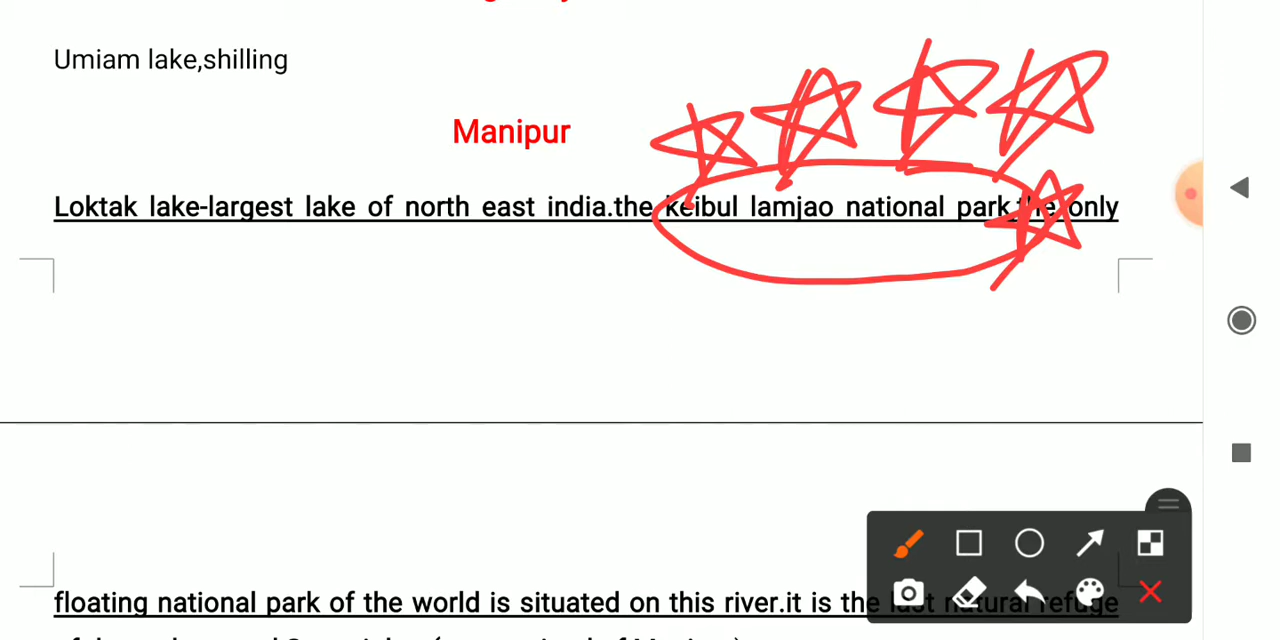 Umiam lake,shilling
Manipur
Loktak lake-largest lake of north east india.the keibul lamjao national park,the only
floating national park of the world is situated on this river.it is the last natural refuge